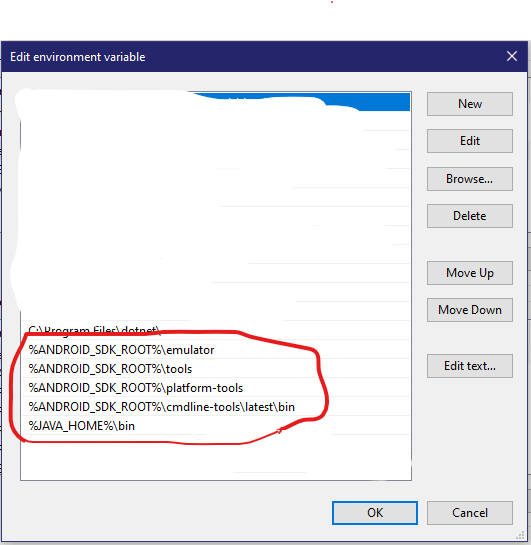 Edit environment variable
New
Edit
Browse...
Delete
Move Up
Move Down
Edit text...
C:\Program Files\dotnet\
%ANDROID_SDK_ROOT%\emulator
%ANDROID_SDK_ROOT%\tools
%ANDROID_SDK_ROOT%\platform-tools
%ANDROID_SDK_ROOT%\cmdline-tools\latest\bin
%JAVA_HOME%\bin
OK
Cancel